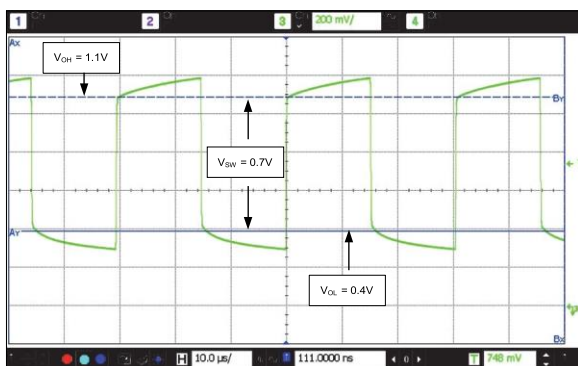 1 2 3 200 mV/ 4
Ax
VOH = 1.1V
BY
VSW = 0.7V
AY
VOL = 0.4V
Bx
H 10.0 µs/ 111.0000 ns 0 T 748 mV